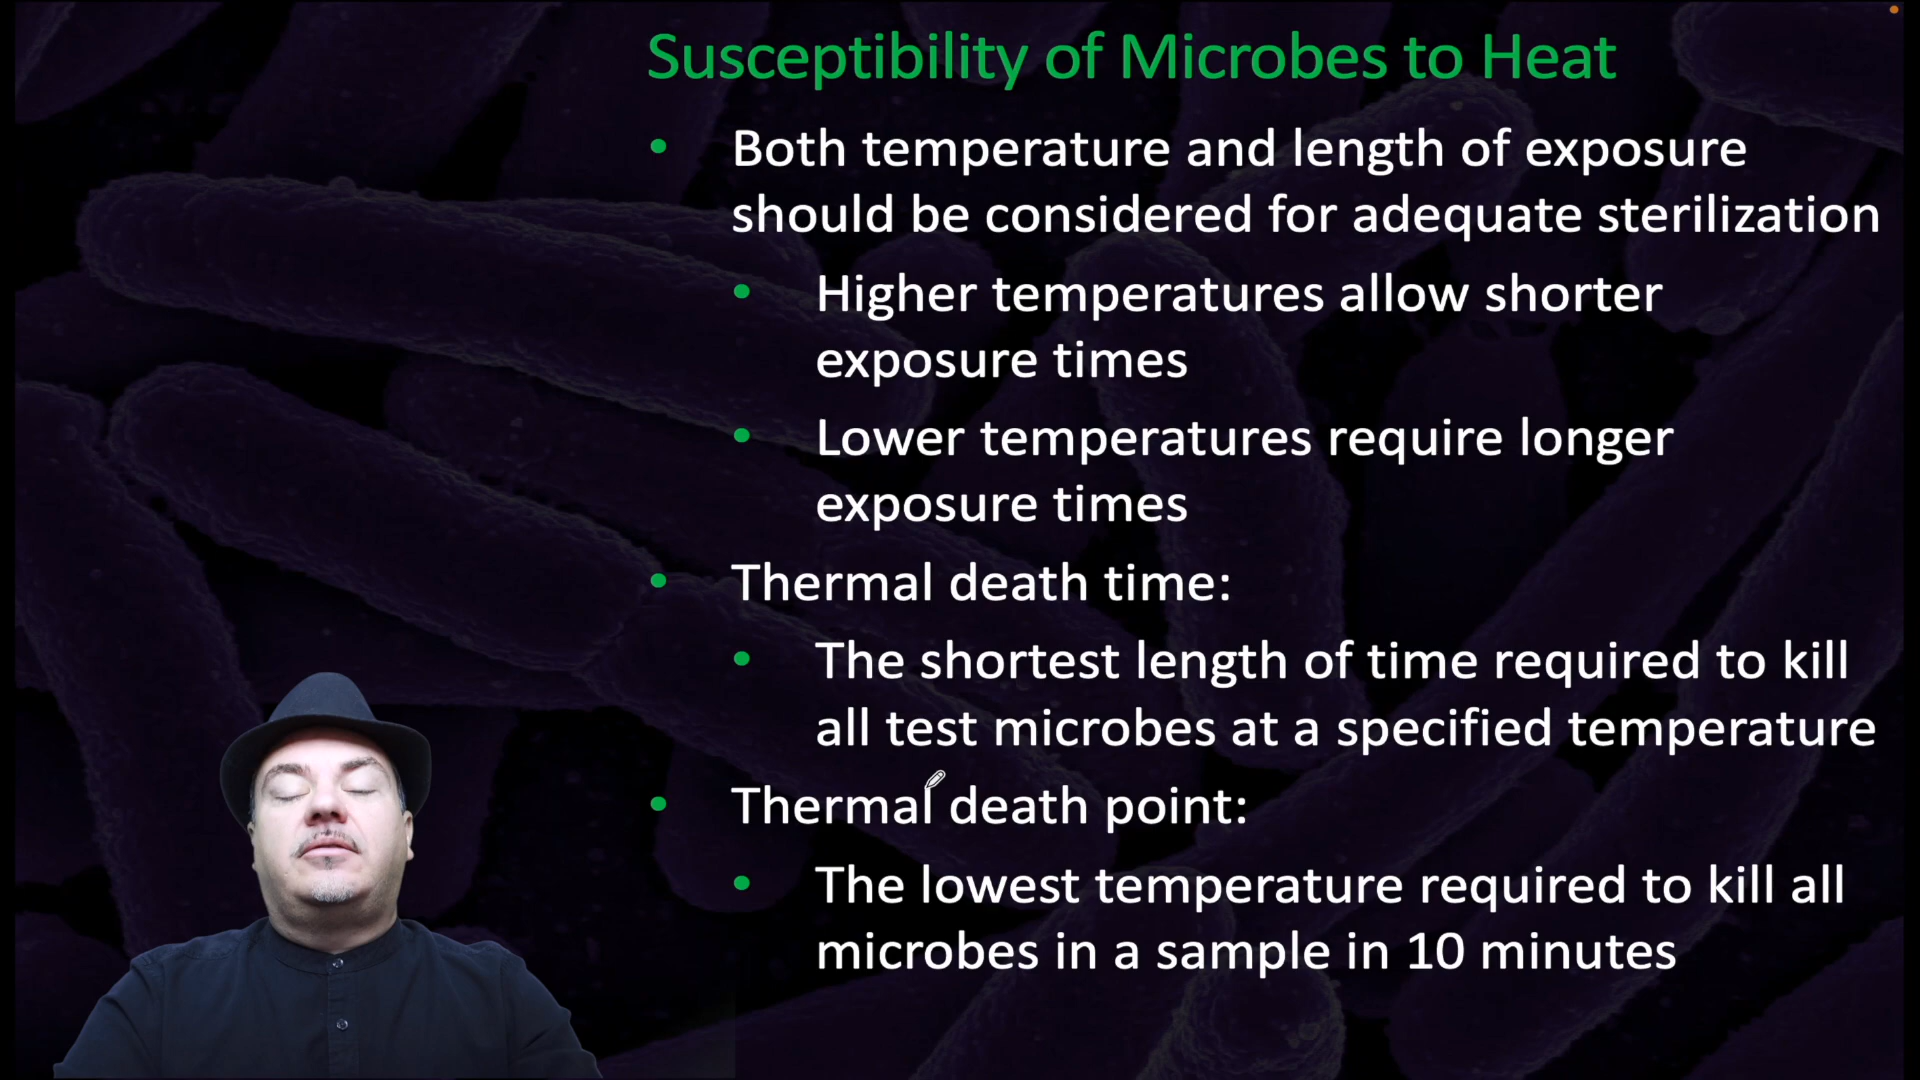 Susceptibility of Microbes to Heat
• Both temperature and length of exposure
should be considered for adequate sterilization
• Higher temperatures allow shorter
exposure times
• Lower temperatures require longer
exposure times
• Thermal death time:
• The shortest length of time required to kill
all test microbes at a specified temperature
• Thermal death point:
• The lowest temperature required to kill all
microbes in a sample in 10 minutes